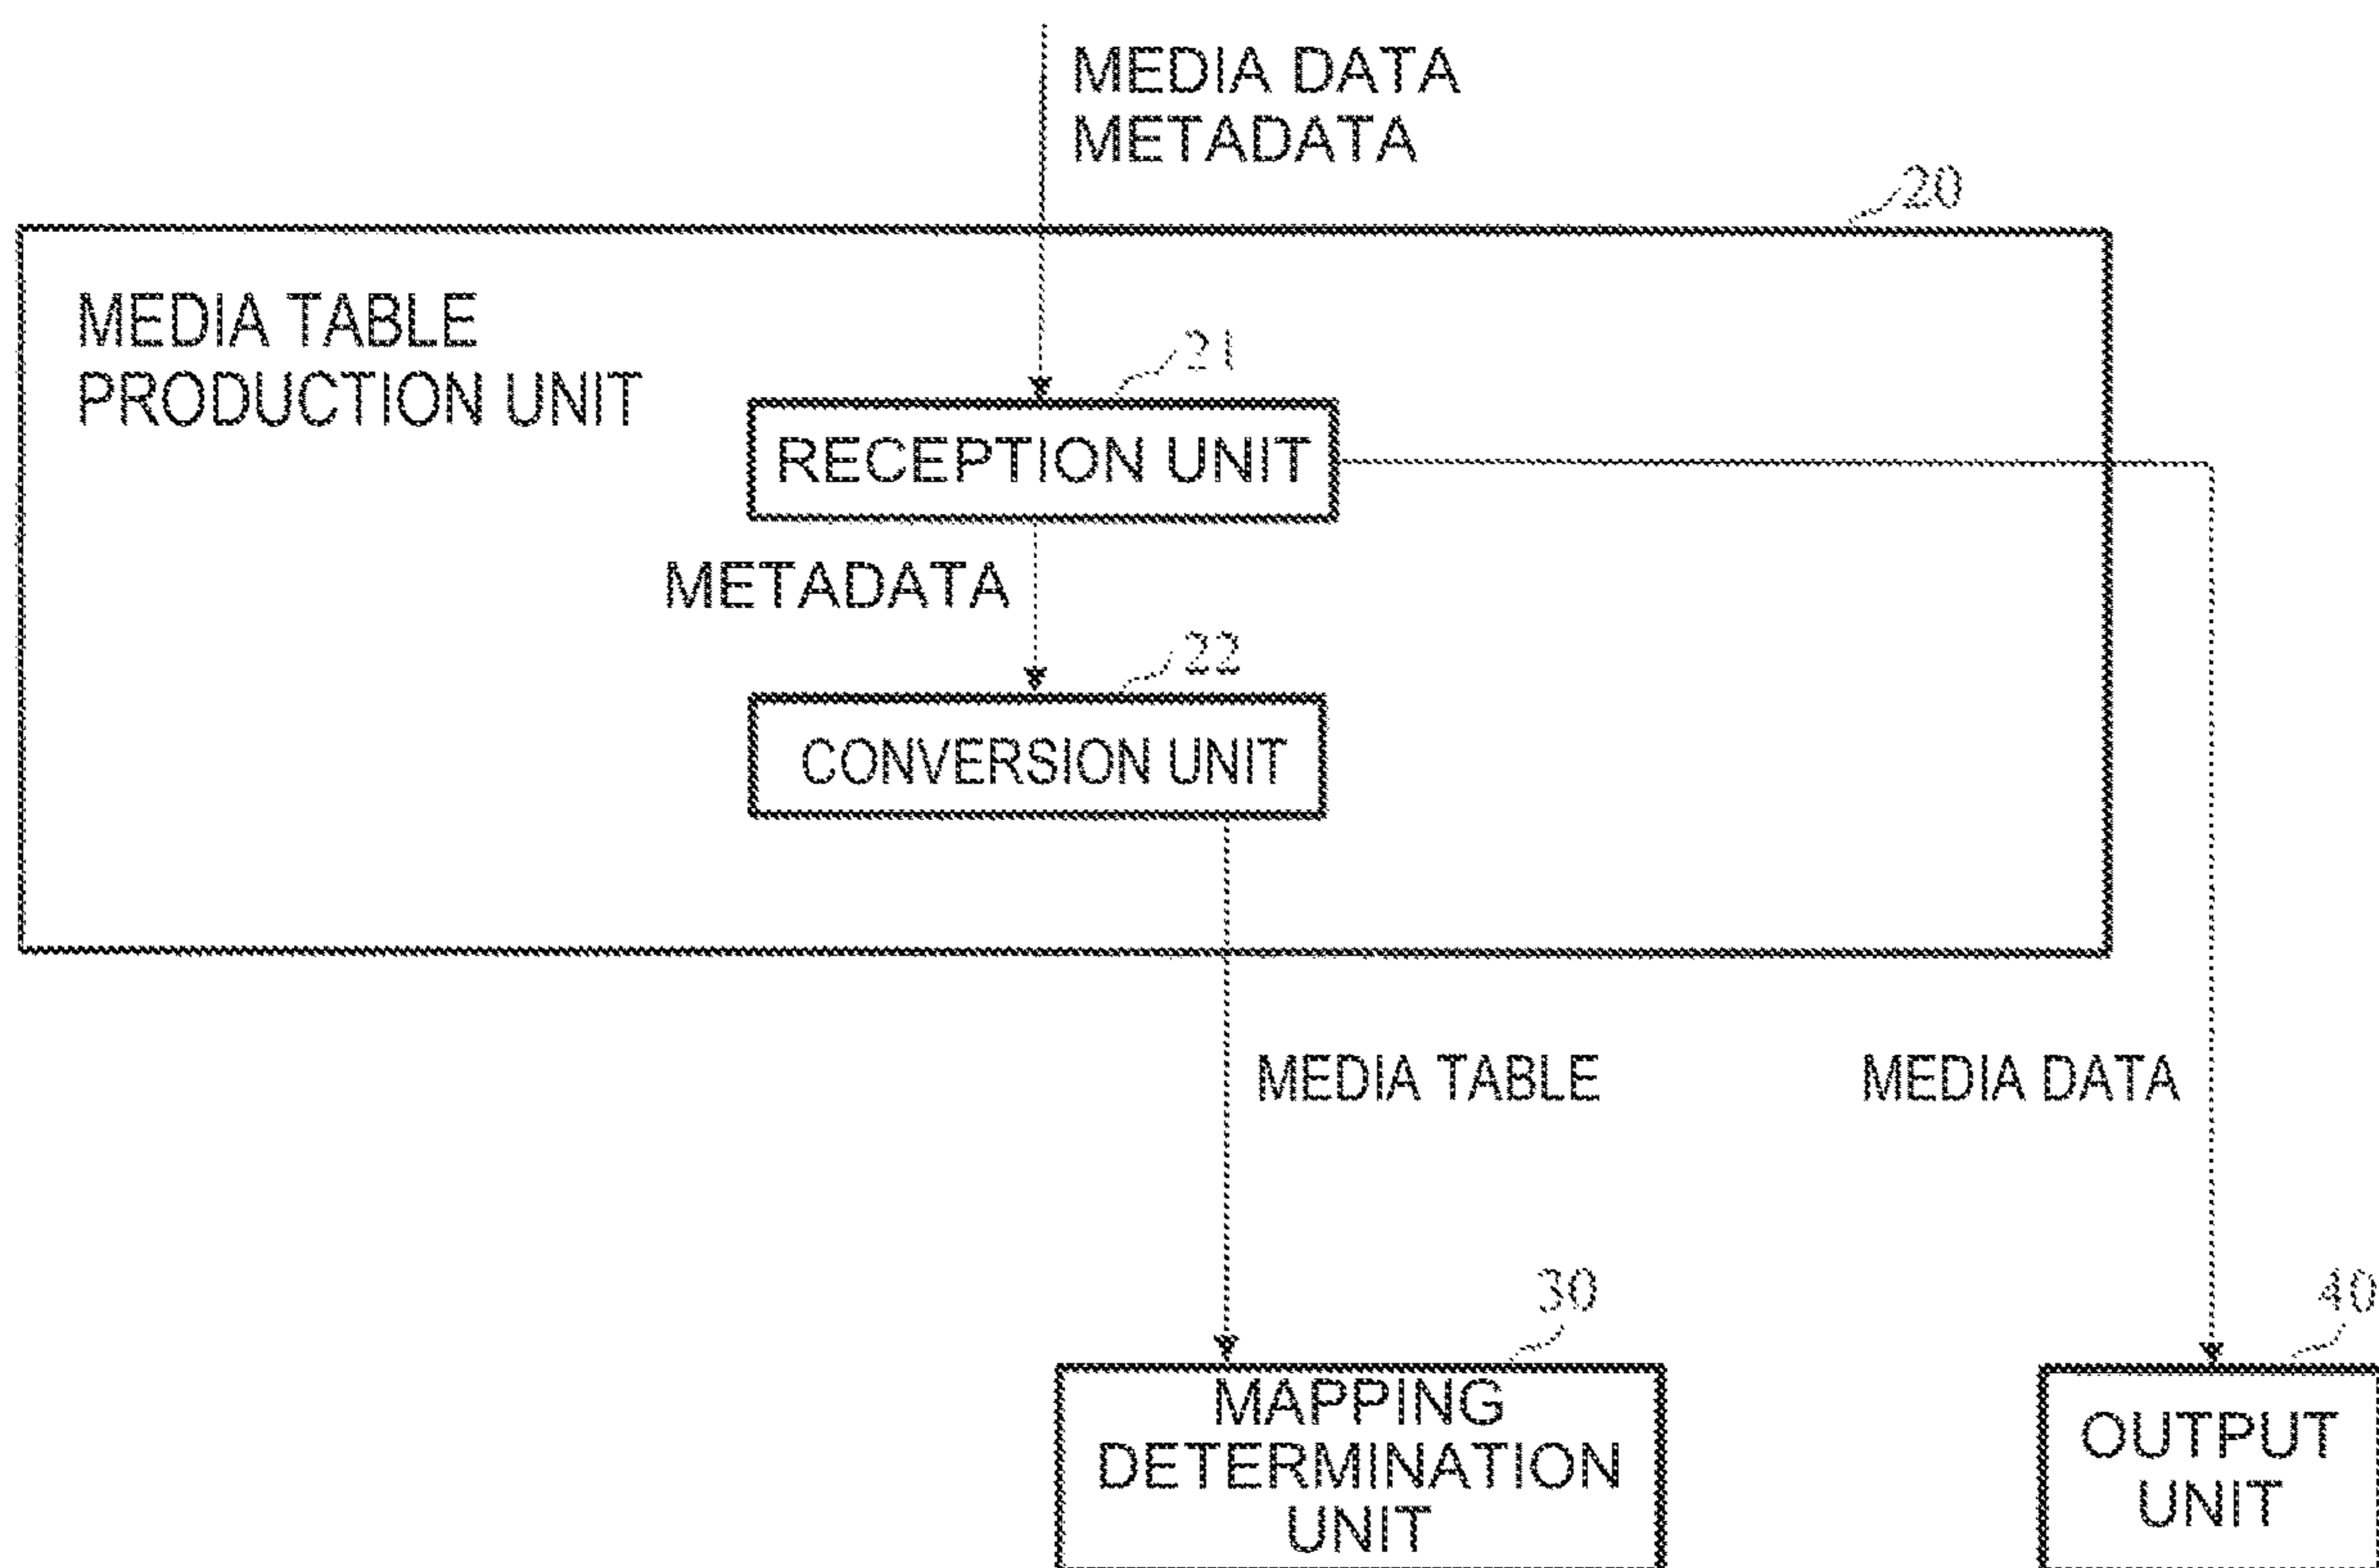 MEDIA DATA
METADATA
20
MEDIA TABLE
PRODUCTION UNIT
21
RECEPTION UNIT
METADATA
22
CONVERSION UNIT
MEDIA TABLE
MEDIA DATA
30
40
MAPPING
DETERMINATION
UNIT
OUTPUT
UNIT